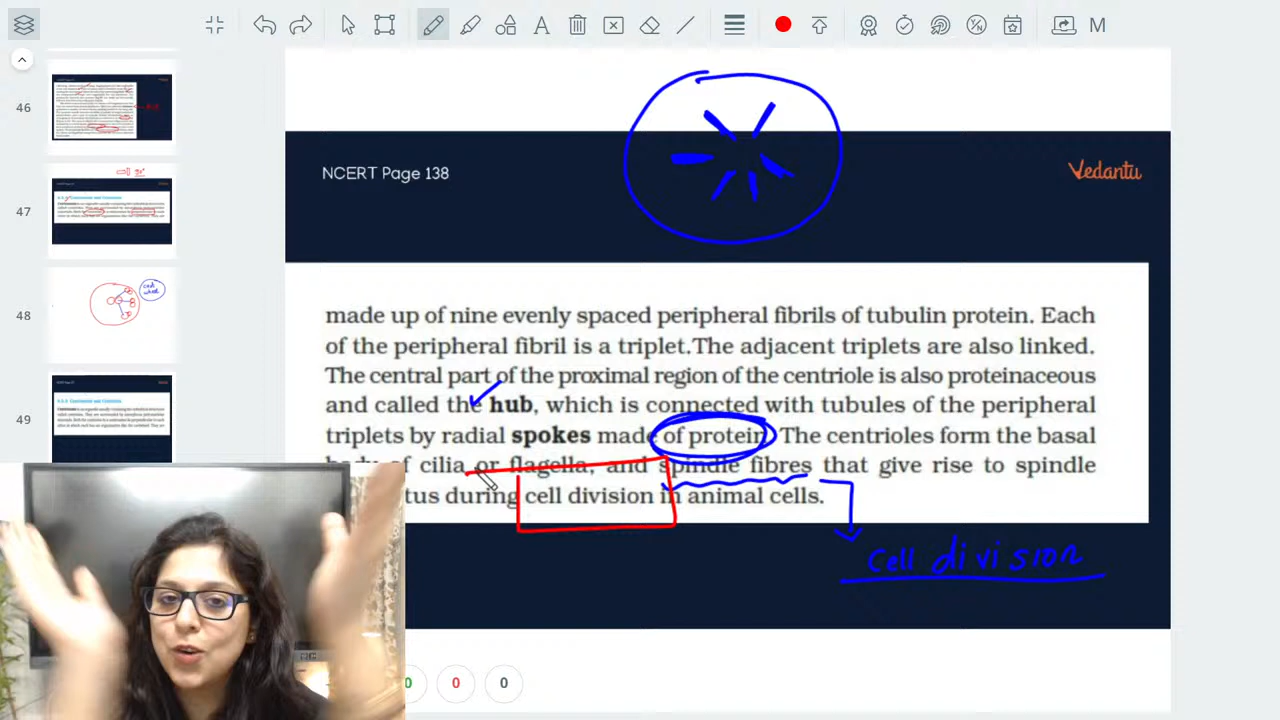 M
46
47
48
49
NCERT Page 138
Vedantu
made up of nine evenly spaced peripheral fibrils of tubulin protein. Each
of the peripheral fibril is a triplet.The adjacent triplets are also linked.
The central part of the proximal region of the centriole is also proteinaceous
and called the hub, which is connected with tubules of the peripheral
triplets by radial spokes made of protein. The centrioles form the basal
of cilia or flagella, and spindle fibres that give rise to spindle
during cell division in animal cells.
Cell division
0 0 0